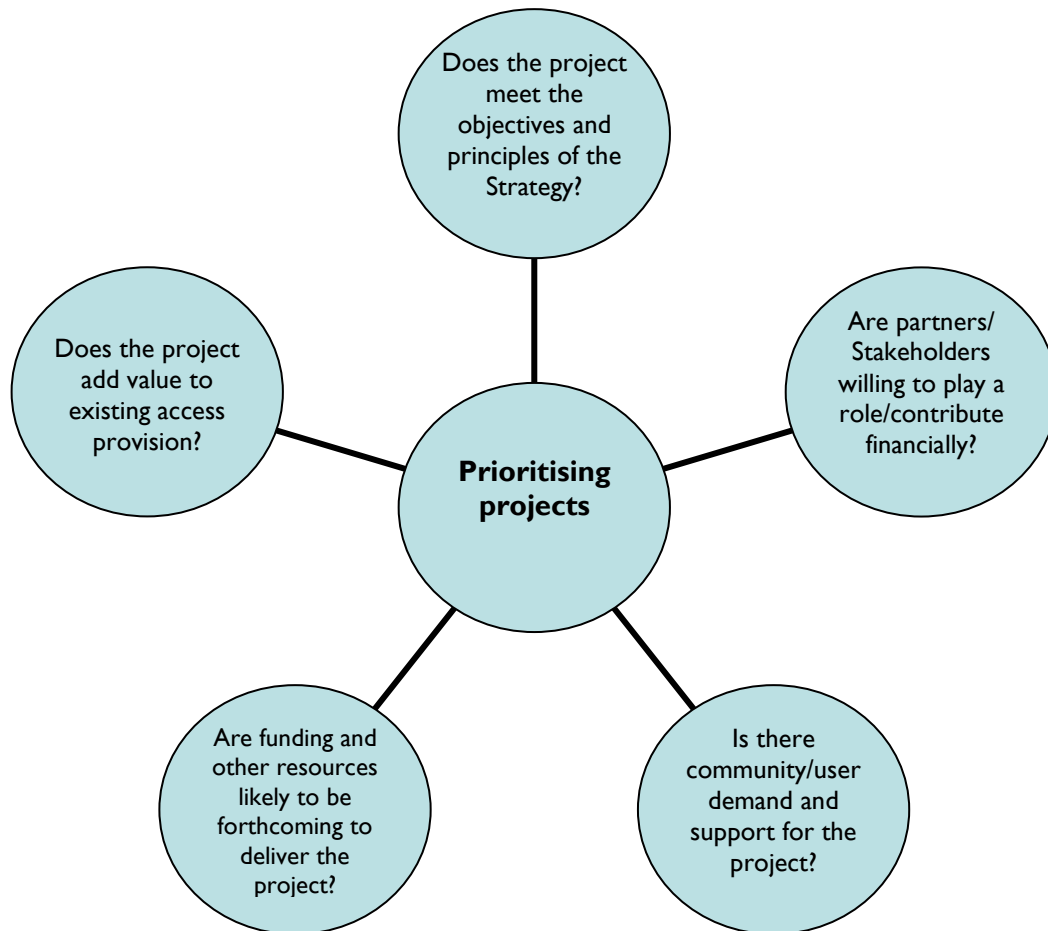 Does the project
meet the
objectives and
principles of the
Strategy?
Does the project
add value to
existing access
provision?
Are partners/
Stakeholders
willing to play a
role/contribute
financially?
Prioritising
projects
Are funding and
other resources
likely to be
forthcoming to
deliver the
project?
Is there
community/user
demand and
support for the
project?